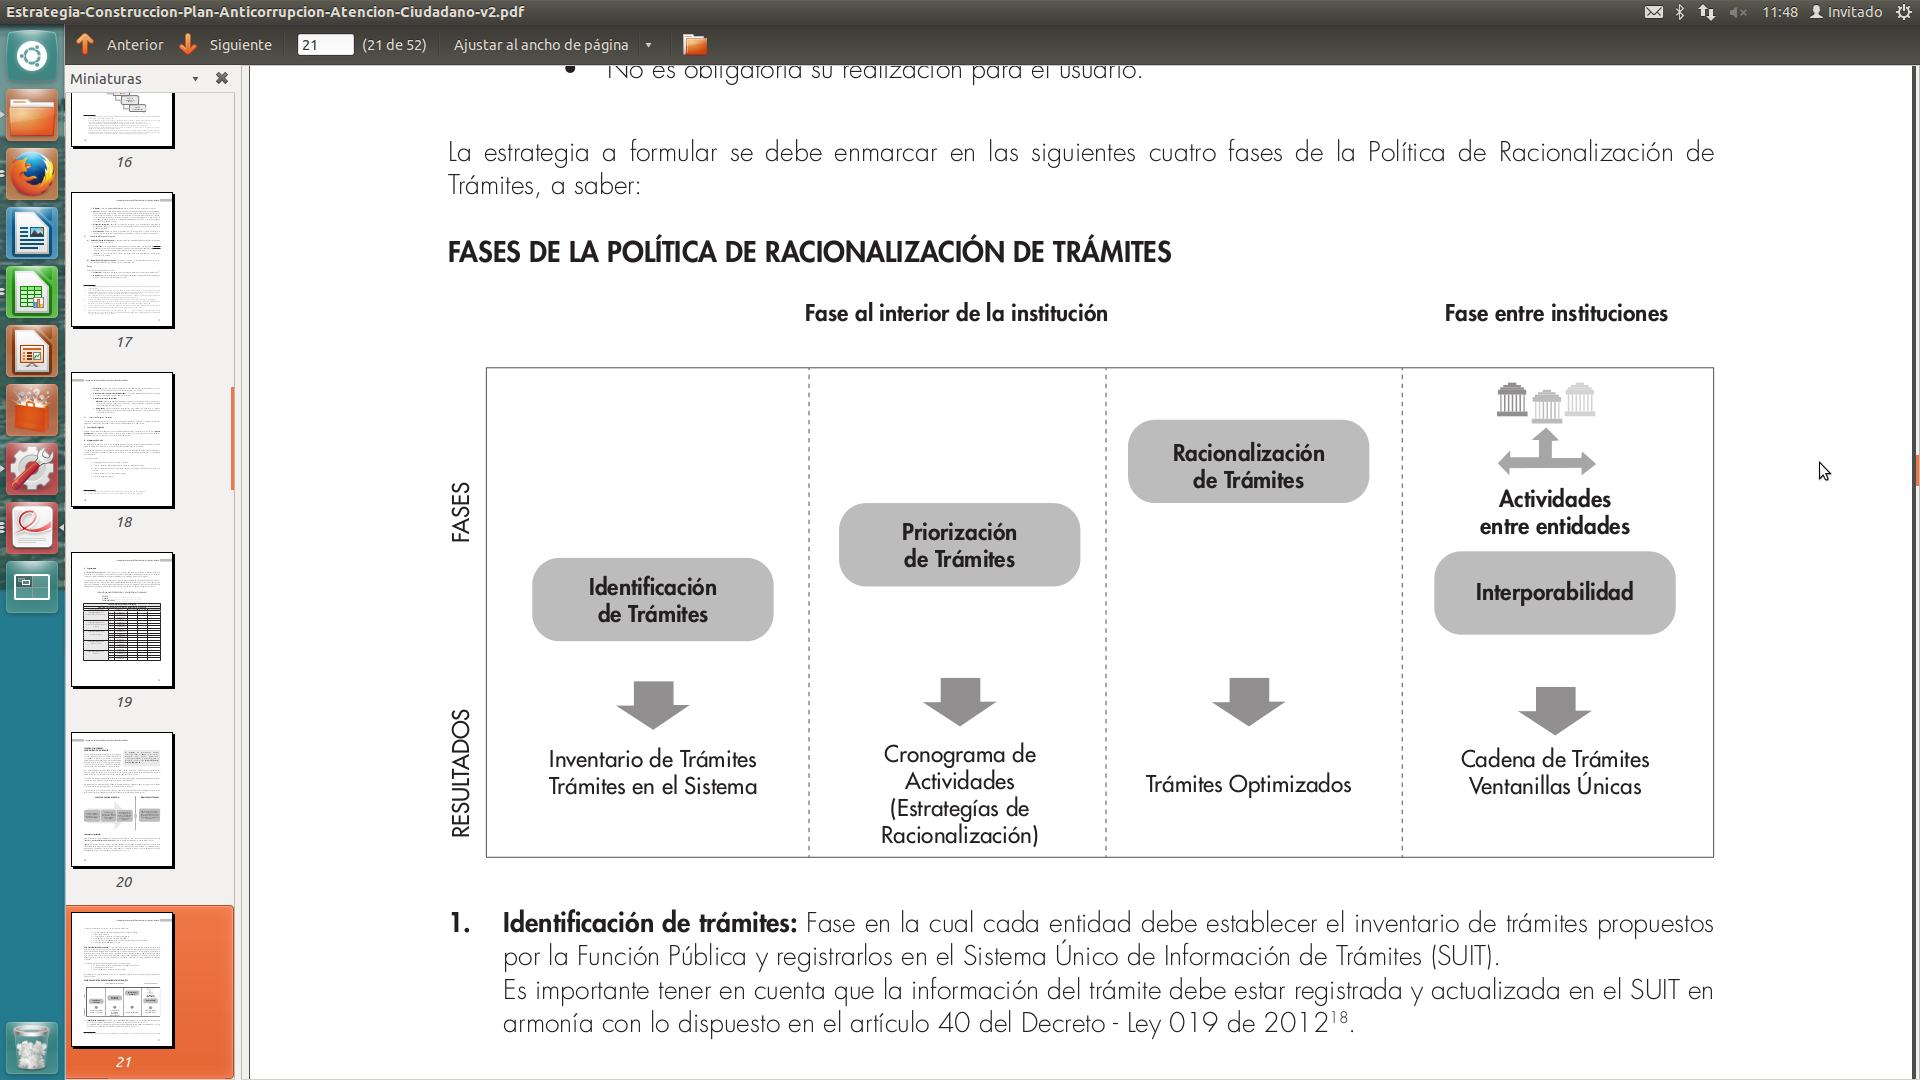 Estrategia-Construccion-Plan-Anticorrupcion-Atencion-Ciudadano-v2.pdf
11:48
Invitado
Anterior
Siguiente
21
(21 de 52)
Ajustar al ancho de página
Miniaturas
16
17
18
19
20
21
No es obligatoria su realización para el usuario.
La estrategia a formular se debe enmarcar en las siguientes cuatro fases de la Política de Racionalización de
Trámites, a saber:
FASES DE LA POLÍTICA DE RACIONALIZACIÓN DE TRÁMITES
Fase al interior de la institución
Fase entre instituciones
FASES
Identificación
de Trámites
Priorización
de Trámites
Racionalización
de Trámites
Actividades
entre entidades
Interporabilidad
RESULTADOS
Inventario de Trámites
Trámites en el Sistema
Cronograma de
Actividades
(Estrategías de
Racionalización)
Trámites Optimizados
Cadena de Trámites
Ventanillas Únicas
1. Identificación de trámites: Fase en la cual cada entidad debe establecer el inventario de trámites propuestos
por la Función Pública y registrarlos en el Sistema Único de Información de Trámites (SUIT).
Es importante tener en cuenta que la información del trámite debe estar registrada y actualizada en el SUIT en
armonía con lo dispuesto en el artículo 40 del Decreto - Ley 019 de 2012¹⁸.